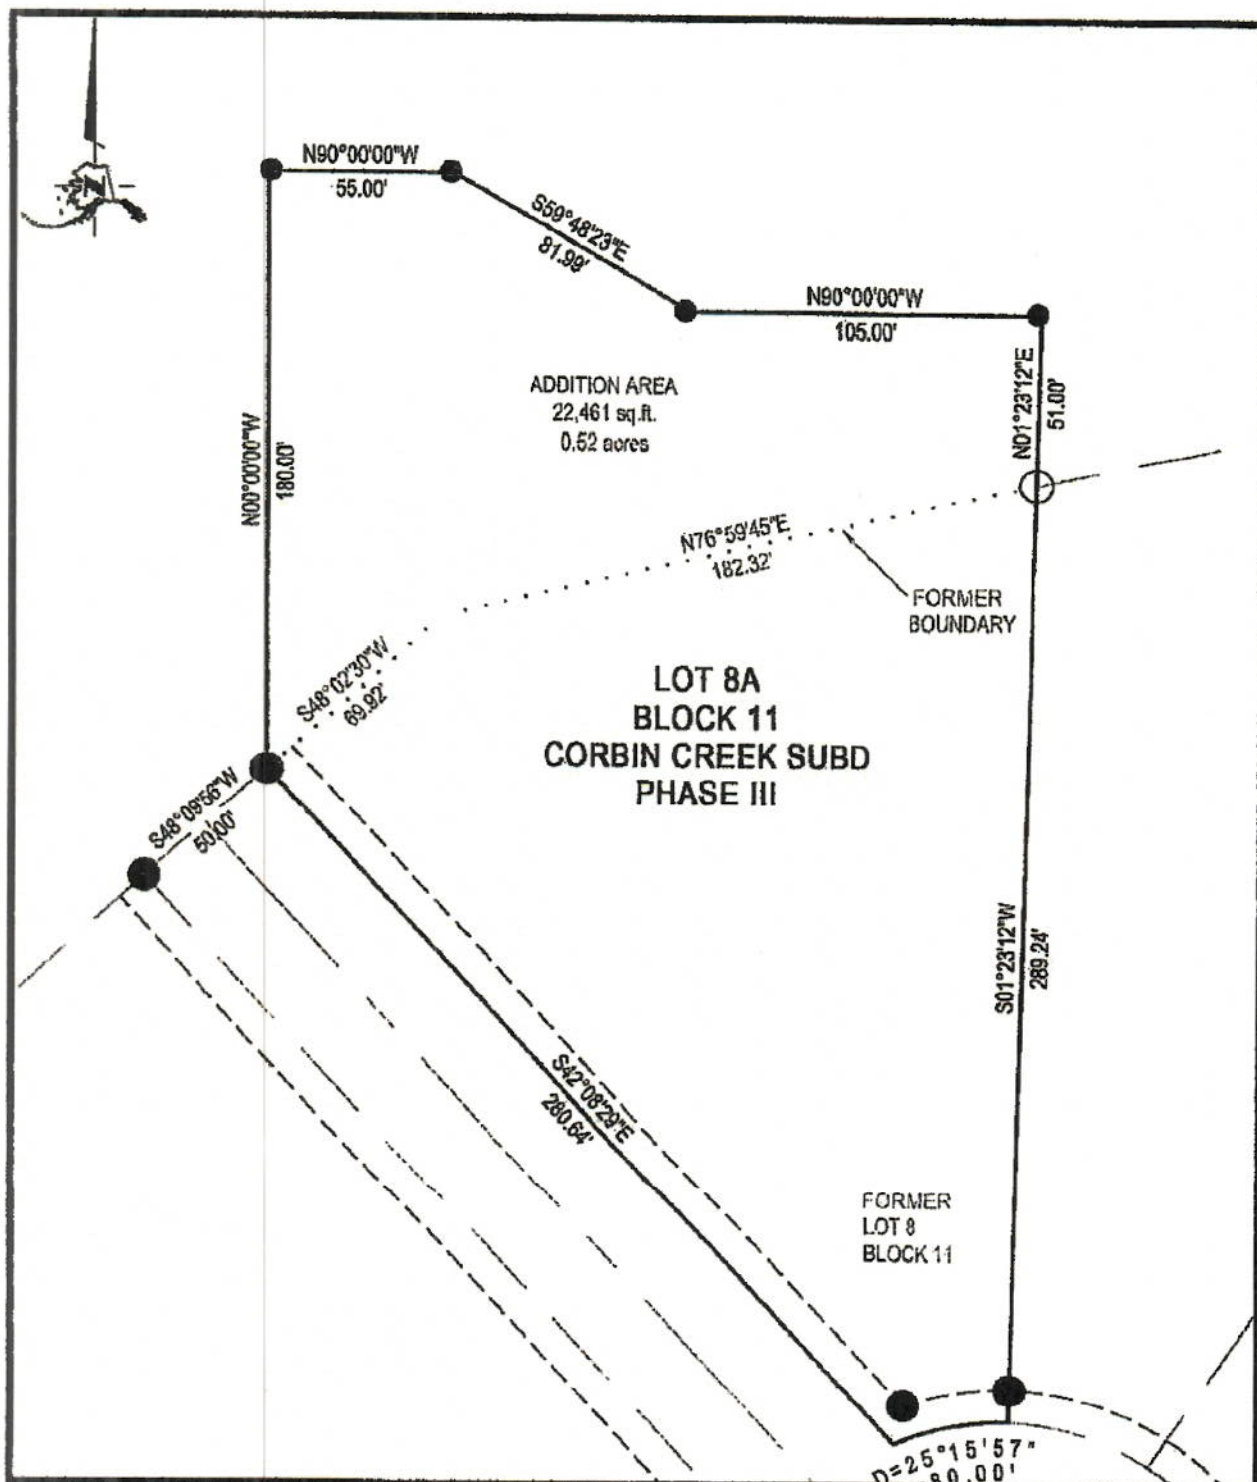 N
N90°00'00"W
55.00'
S59°48'23"E
81.99'
N90°00'00"W
105.00'
N01°23'12"E
51.00'
ADDITION AREA
22,461 sq.ft.
0.52 acres
N00°00'00"W
180.00'
N76°59'45"E
182.32'
FORMER
BOUNDARY
S48°02'30"W
69.92'
LOT 8A
BLOCK 11
CORBIN CREEK SUBD
PHASE III
S48°09'56"W
50.00'
S01°23'12"W
289.24'
S42°08'29"E
280.64'
FORMER
LOT 8
BLOCK 11
D=25°15'57"